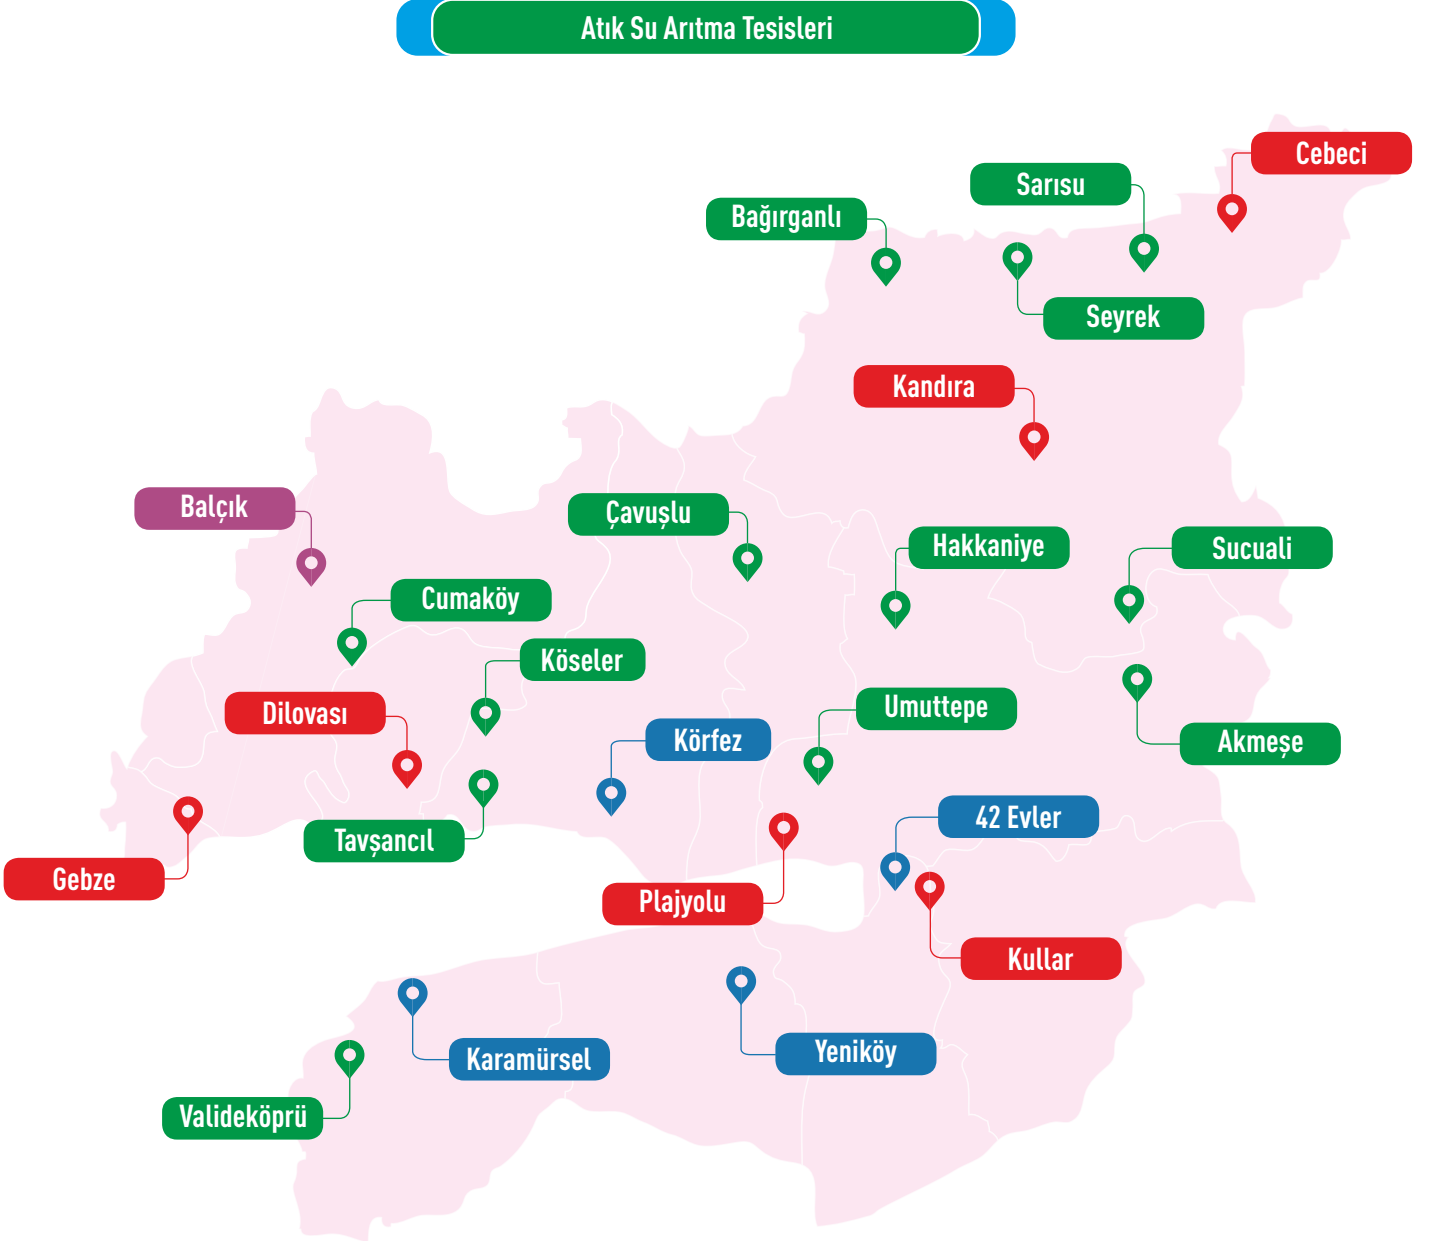 Atık Su Arıtma Tesisleri
Cebeci
Sarısu
Bağırganlı
Seyrek
Kandıra
Balçık
Çavuşlu
Hakkaniye
Sucuali
Cumaköy
Köseler
Dilovası
Umuttepe
Körfez
Akmeşe
42 Evler
Tavşancıl
Gebze
Plajyolu
Kullar
Karamürsel
Yeniköy
Valideköprü